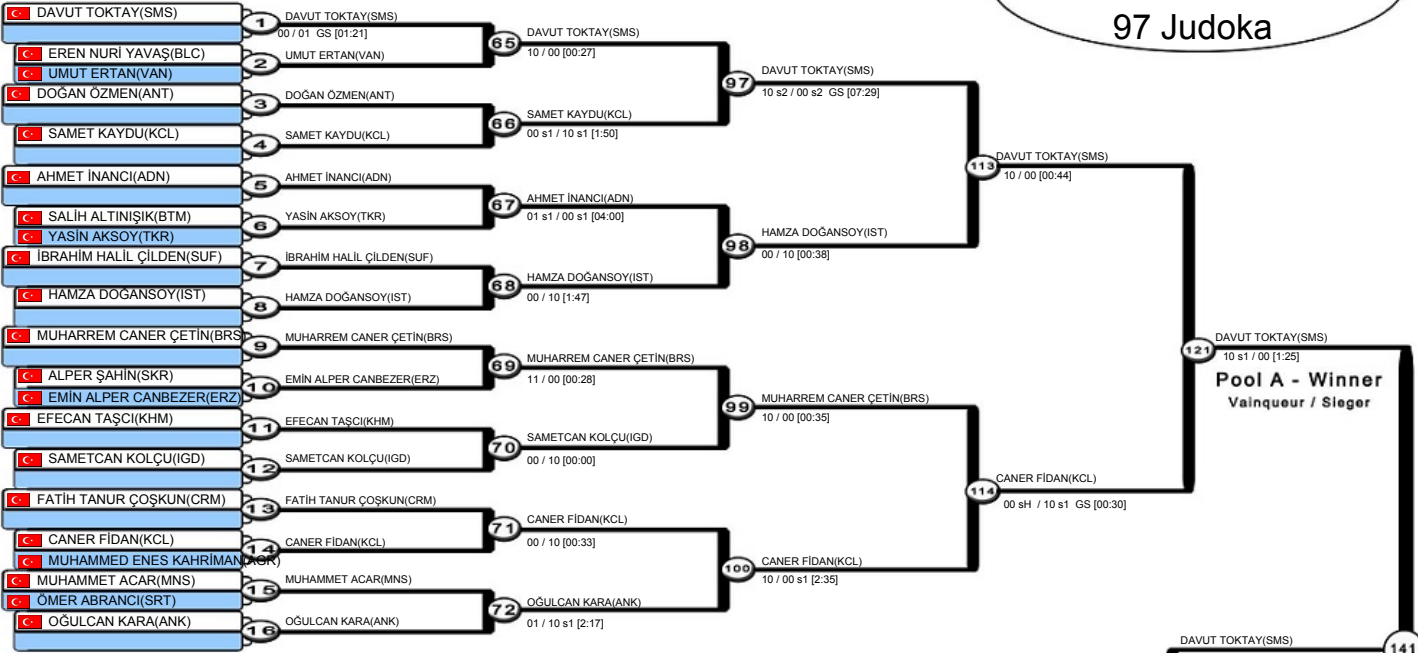 97 Judoka
DAVUT TOKTAY(SMS)
EREN NURİ YAVAŞ(BLC)
UMUT ERTAN(VAN)
DOĞAN ÖZMEN(ANT)
SAMET KAYDU(KCL)
AHMET İNANCI(ADN)
SALİH ALTINIŞIK(BTM)
YASİN AKSOY(TKR)
İBRAHİM HALİL ÇİLDEN(SUF)
HAMZA DOĞANSOY(IST)
MUHARREM CANER ÇETİN(BRS)
ALPER ŞAHİN(SKR)
EMİN ALPER CANBEZER(ERZ)
EFECAN TAŞCI(KHM)
SAMETCAN KOLÇU(IGD)
FATİH TANUR ÇOŞKUN(CRM)
CANER FİDAN(KCL)
MUHAMMED ENES KAHRİMAN(AGR)
MUHAMMET ACAR(MNS)
ÖMER ABRANCI(SRT)
OĞULCAN KARA(ANK)
1
2
3
4
5
6
7
8
9
10
11
12
13
14
15
16
DAVUT TOKTAY(SMS)
00 / 01 GS [01:21]
UMUT ERTAN(VAN)
DOĞAN ÖZMEN(ANT)
SAMET KAYDU(KCL)
AHMET İNANCI(ADN)
YASİN AKSOY(TKR)
İBRAHİM HALİL ÇİLDEN(SUF)
HAMZA DOĞANSOY(IST)
MUHARREM CANER ÇETİN(BRS)
EMİN ALPER CANBEZER(ERZ)
EFECAN TAŞCI(KHM)
SAMETCAN KOLÇU(IGD)
FATİH TANUR ÇOŞKUN(CRM)
CANER FİDAN(KCL)
MUHAMMET ACAR(MNS)
OĞULCAN KARA(ANK)
65
DAVUT TOKTAY(SMS)
10 / 00 [00:27]
66
SAMET KAYDU(KCL)
00 s1 / 10 s1 [1:50]
67
AHMET İNANCI(ADN)
01 s1 / 00 s1 [04:00]
68
HAMZA DOĞANSOY(IST)
00 / 10 [1:47]
69
MUHARREM CANER ÇETİN(BRS)
11 / 00 [00:28]
70
SAMETCAN KOLÇU(IGD)
00 / 10 [00:00]
71
CANER FİDAN(KCL)
00 / 10 [00:33]
72
OĞULCAN KARA(ANK)
01 / 10 s1 [2:17]
97
DAVUT TOKTAY(SMS)
10 s2 / 00 s2 GS [07:29]
98
HAMZA DOĞANSOY(IST)
00 / 10 [00:38]
99
MUHARREM CANER ÇETİN(BRS)
10 / 00 [00:35]
100
CANER FİDAN(KCL)
10 / 00 s1 [2:35]
113
DAVUT TOKTAY(SMS)
10 / 00 [00:44]
114
CANER FİDAN(KCL)
00 sH / 10 s1 GS [00:30]
121
DAVUT TOKTAY(SMS)
10 s1 / 00 [1:25]
Pool A - Winner
Vainqueur / Sieger
DAVUT TOKTAY(SMS)
141